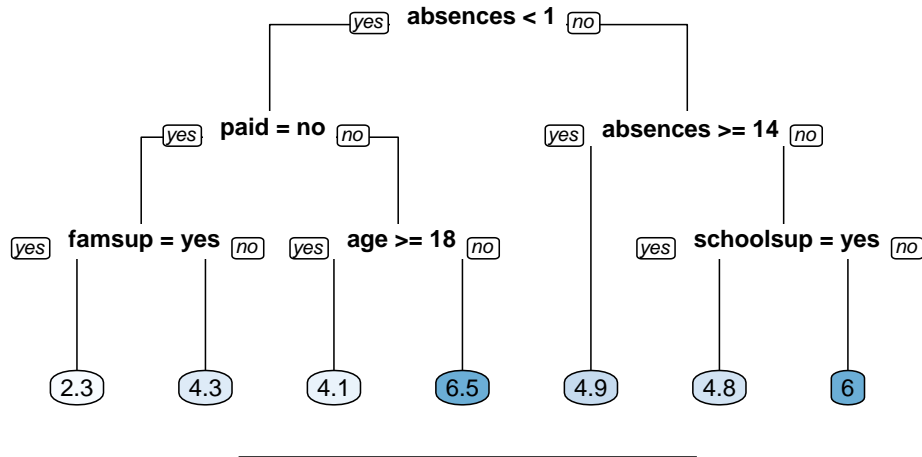 yes absences < 1 no
yes paid = no no yes absences >= 14 no
yes famsup = yes no yes age >= 18 no yes schoolsup = yes no
2.3 4.3 4.1 6.5 4.9 4.8 6